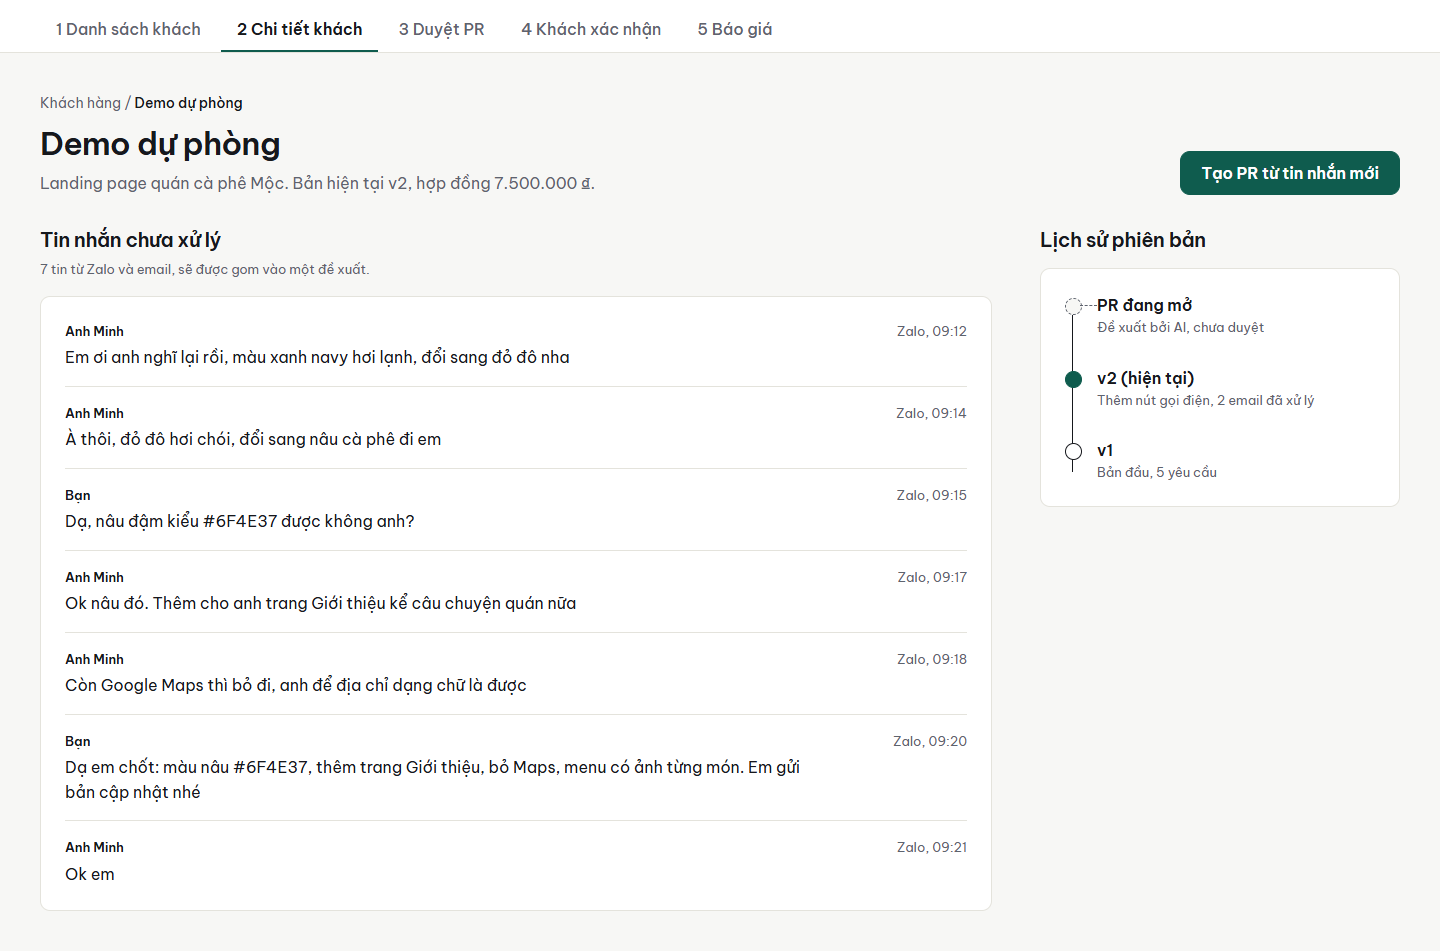 1 Danh sách khách
2 Chi tiết khách
3 Duyệt PR
4 Khách xác nhận
5 Báo giá
Khách hàng / Demo dự phòng
Demo dự phòng
Landing page quán cà phê Mộc. Bản hiện tại v2, hợp đồng 7.500.000 ₫.
Tạo PR từ tin nhắn mới
Tin nhắn chưa xử lý
7 tin từ Zalo và email, sẽ được gom vào một đề xuất.
Anh Minh
Zalo, 09:12
Em ơi anh nghĩ lại rồi, màu xanh navy hơi lạnh, đổi sang đỏ đô nha
Anh Minh
Zalo, 09:14
À thôi, đỏ đô hơi chói, đổi sang nâu cà phê đi em
Bạn
Zalo, 09:15
Dạ, nâu đậm kiểu #6F4E37 được không anh?
Anh Minh
Zalo, 09:17
Ok nâu đó. Thêm cho anh trang Giới thiệu kể câu chuyện quán nữa
Anh Minh
Zalo, 09:18
Còn Google Maps thì bỏ đi, anh để địa chỉ dạng chữ là được
Bạn
Zalo, 09:20
Dạ em chốt: màu nâu #6F4E37, thêm trang Giới thiệu, bỏ Maps, menu có ảnh từng món. Em gửi
bản cập nhật nhé
Anh Minh
Zalo, 09:21
Ok em
Lịch sử phiên bản
PR đang mở
Đề xuất bởi AI, chưa duyệt
v2 (hiện tại)
Thêm nút gọi điện, 2 email đã xử lý
v1
Bản đầu, 5 yêu cầu